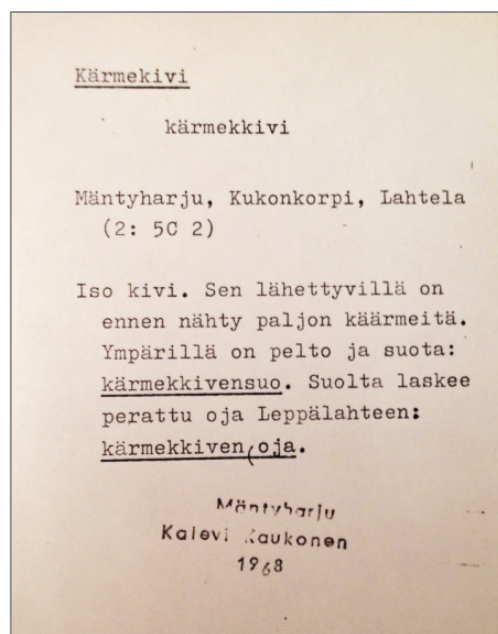 Kärmekivi
kärmekkivi
Mäntyharju, Kukonkorpi, Lahtela
(2: 5C 2)
Iso kivi. Sen lähettyvillä on
ennen nähty paljon käärmeitä.
Ympärillä on pelto ja suota:
kärmekkivensuo. Suolta laskee
perattu oja Leppälahteen:
kärmekkiven oja.
Mäntyharju
Kalevi Kaukonen
1968